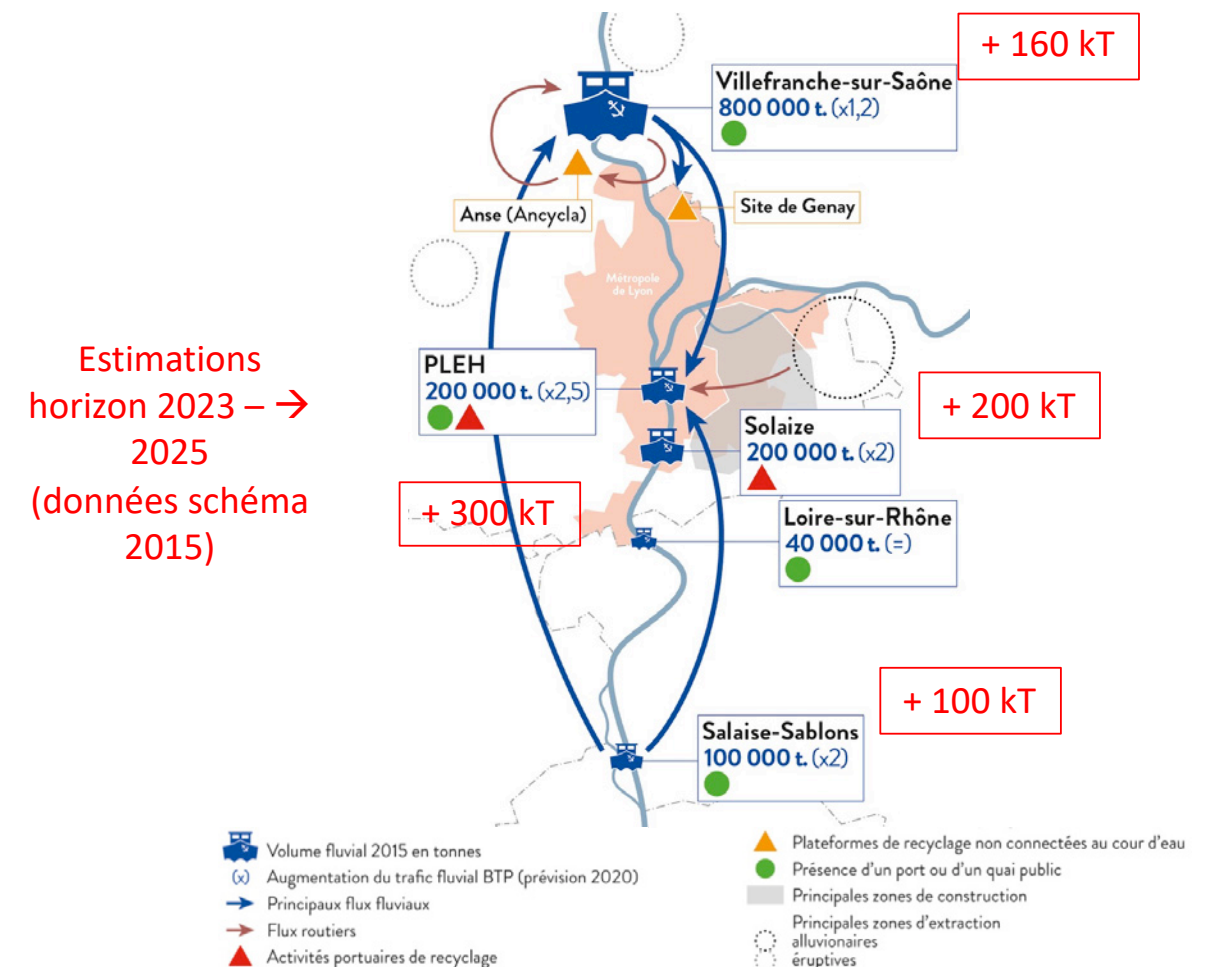 + 160 kT
Villefranche-sur-Saône
800 000 t. (x1,2)
Anse (Ancycla)
Site de Genay
Métropole
de Lyon
Estimations
horizon 2023 – →
2025
(données schéma
2015)
PLEH
200 000 t. (x2,5)
+ 200 kT
Solaize
200 000 t. (x2)
+ 300 kT
Loire-sur-Rhône
40 000 t. (=)
+ 100 kT
Salaise-Sablons
100 000 t. (x2)
Volume fluvial 2015 en tonnes
(x) Augmentation du trafic fluvial BTP (prévision 2020)
Principaux flux fluviaux
Flux routiers
Activités portuaires de recyclage
Plateformes de recyclage non connectées au cour d'eau
Présence d'un port ou d'un quai public
Principales zones de construction
Principales zones d'extraction
alluvionaires
éruptives